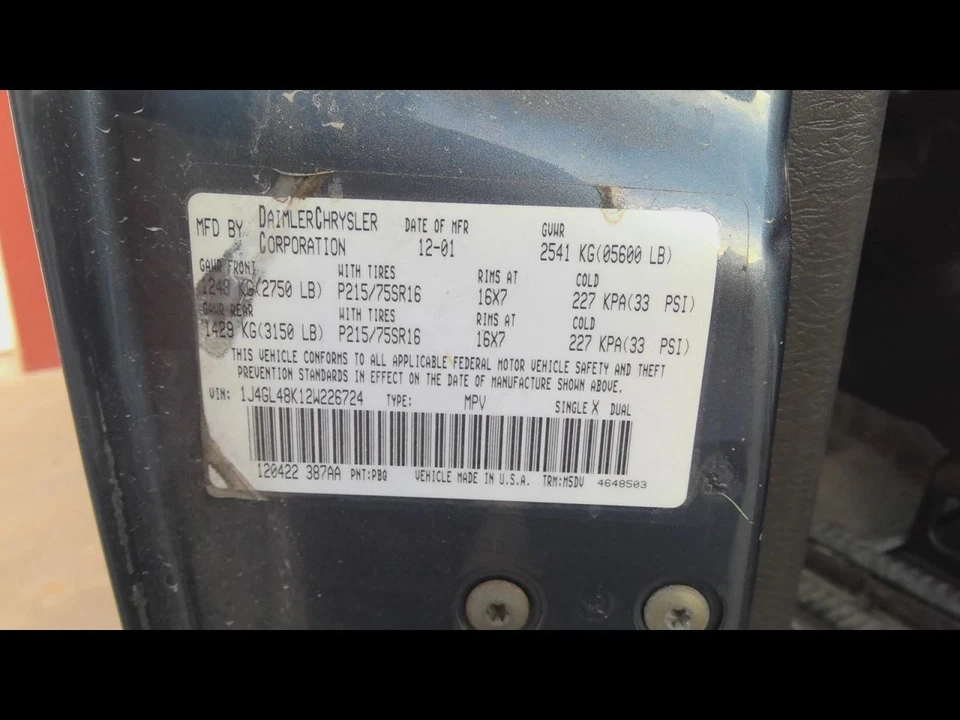 MFD BY DAIMLERCHRYSLER CORPORATION DATE OF MFR 12-01 GVWR 2541 KG(05600 LB)
GAWR FRONT WITH TIRES RIMS AT COLD
1248 KG(2750 LB) P215/75SR16 16X7 227 KPA(33 PSI)
GAWR REAR WITH TIRES RIMS AT COLD
1429 KG(3150 LB) P215/75SR16 16X7 227 KPA(33 PSI)
THIS VEHICLE CONFORMS TO ALL APPLICABLE FEDERAL MOTOR VEHICLE SAFETY AND THEFT
PREVENTION STANDARDS IN EFFECT ON THE DATE OF MANUFACTURE SHOWN ABOVE.
VIN: 1J4GL48K12W226724 TYPE: MPV SINGLE X DUAL
120422 387AA PNT:PBQ VEHICLE MADE IN U.S.A. TRM:M5DV 4648503